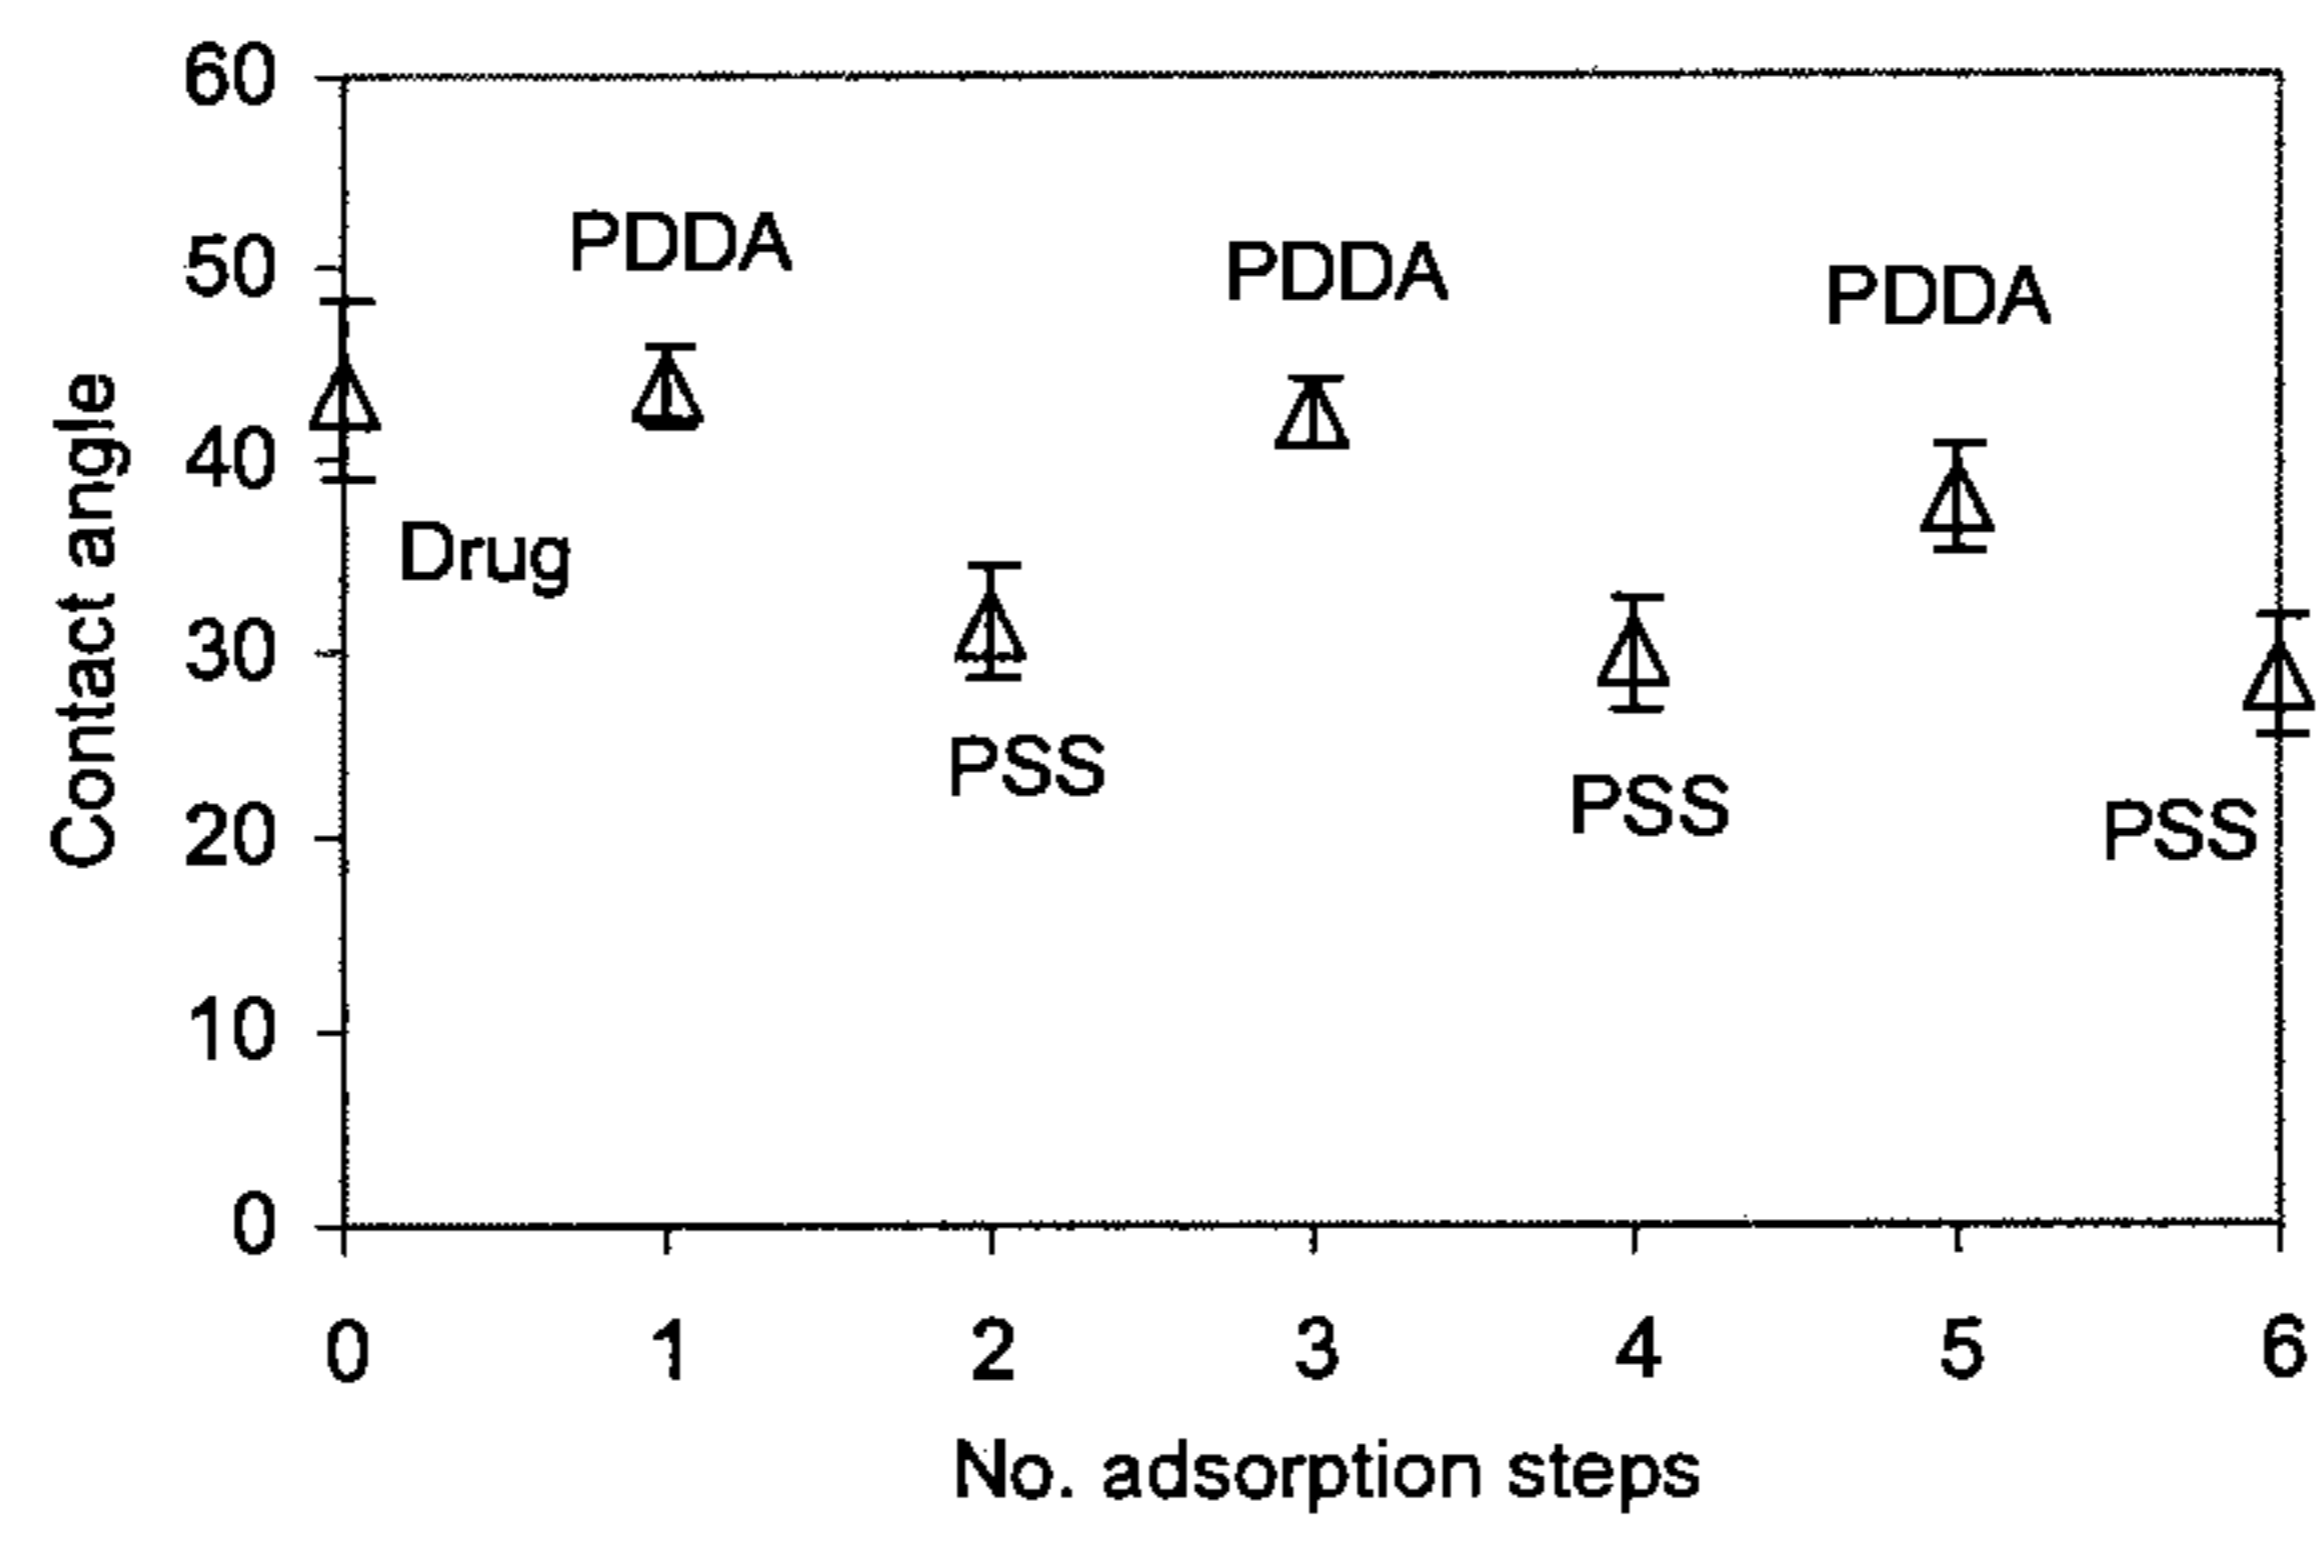 60
PDDA
50
PDDA
PDDA
40
Drug
30
PSS
PSS
20
PSS
10
0
0 1 2 3 4 5 6
No. adsorption steps
Contact angle